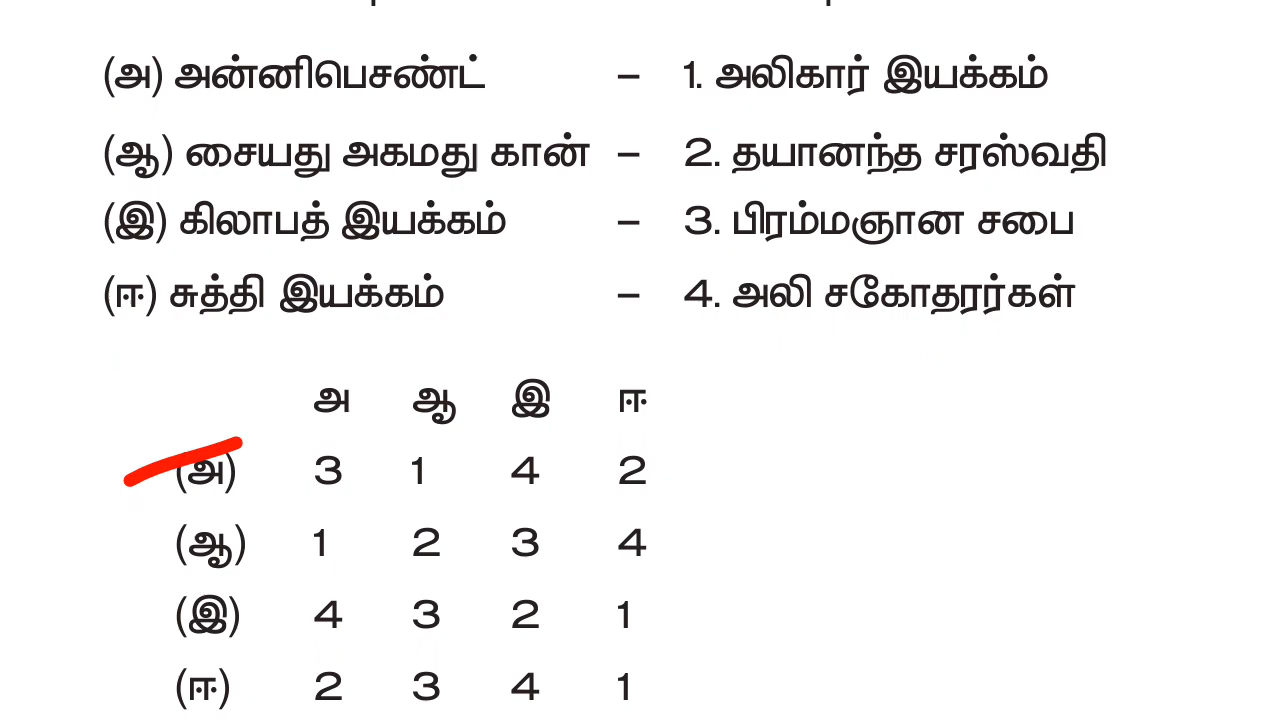 (அ) அன்னிபெசண்ட் – 1. அலிகார் இயக்கம்
(ஆ) சையது அகமது கான் – 2. தயானந்த சரஸ்வதி
(இ) கிலாபத் இயக்கம் – 3. பிரம்மஞான சபை
(ஈ) சுத்தி இயக்கம் – 4. அலி சகோதரர்கள்
அ ஆ இ ஈ
(அ) 3 1 4 2
(ஆ) 1 2 3 4
(இ) 4 3 2 1
(ஈ) 2 3 4 1